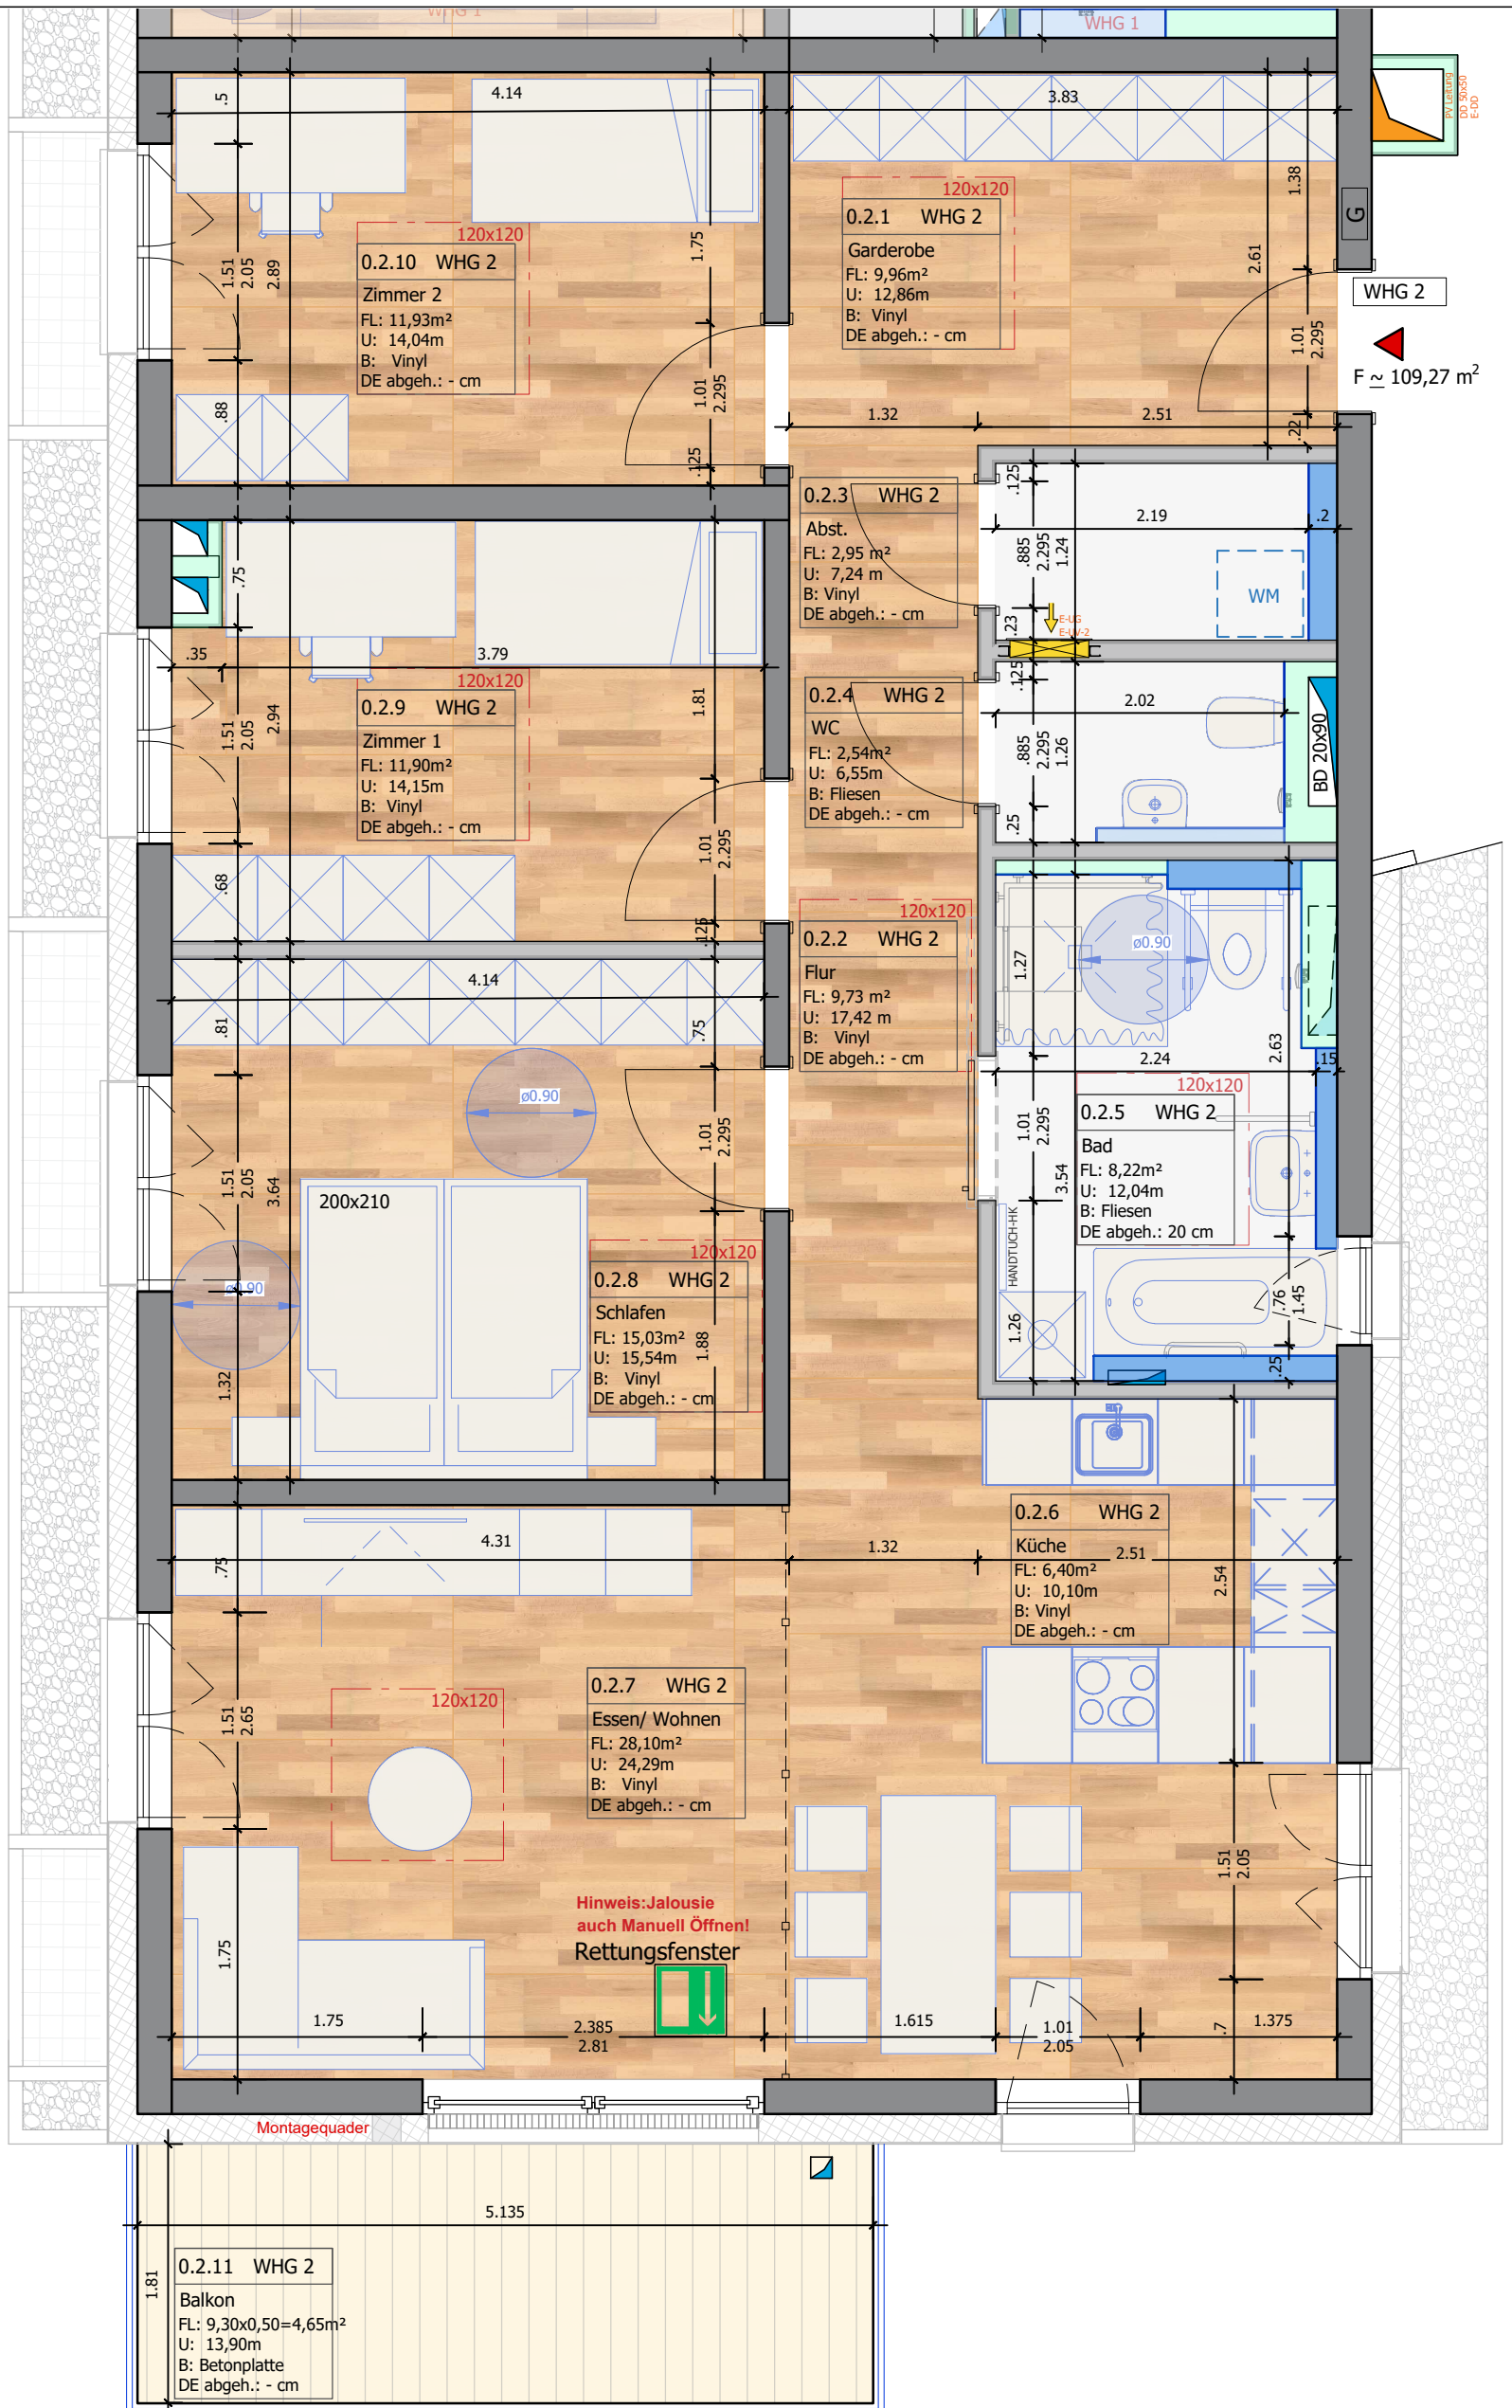 WHG 1
WHG 1
PV Leitung
DD 50x50
E-DD
4.14
3.83
.5
1.38
G
120x120
0.2.1 WHG 2
Garderobe
FL: 9,96m²
U: 12,86m
B: Vinyl
DE abgeh.: - cm
120x120
0.2.10 WHG 2
Zimmer 2
FL: 11,93m²
U: 14,04m
B: Vinyl
DE abgeh.: - cm
1.75
2.61
1.51
2.05
2.89
WHG 2
F ≃ 109,27 m²
1.01
2.295
1.01
2.295
.88
1.32
2.51
.22
.125
.125
0.2.3 WHG 2
Abst.
FL: 2,95 m²
U: 7,24 m
B: Vinyl
DE abgeh.: - cm
2.19
.2
.885
2.295
1.24
WM
.75
.23
E-UG
E-UV-2
.35
3.79
120x120
0.2.9 WHG 2
Zimmer 1
FL: 11,90m²
U: 14,15m
B: Vinyl
DE abgeh.: - cm
1.81
1.51
2.05
2.94
.125
0.2.4 WHG 2
WC
FL: 2,54m²
U: 6,55m
B: Fliesen
DE abgeh.: - cm
2.02
.885
2.295
1.26
BD 20x90
.25
1.01
2.295
.68
.125
120x120
0.2.2 WHG 2
Flur
FL: 9,73 m²
U: 17,42 m
B: Vinyl
DE abgeh.: - cm
1.27
ø0.90
4.14
.81
.75
2.63
2.24
.15
ø0.90
1.01
2.295
1.01
2.295
3.54
120x120
0.2.5 WHG 2
Bad
FL: 8,22m²
U: 12,04m
B: Fliesen
DE abgeh.: 20 cm
1.51
2.05
3.64
200x210
HANDTUCH-HK
ø0.90
120x120
0.2.8 WHG 2
Schlafen
FL: 15,03m²
U: 15,54m
B: Vinyl
DE abgeh.: - cm
1.88
1.32
1.26
.76
1.45
.25
4.31
.75
1.32
2.51
2.54
0.2.6 WHG 2
Küche
FL: 6,40m²
U: 10,10m
B: Vinyl
DE abgeh.: - cm
120x120
0.2.7 WHG 2
Essen/ Wohnen
FL: 28,10m²
U: 24,29m
B: Vinyl
DE abgeh.: - cm
1.51
2.65
1.51
2.05
Hinweis:Jalousie
auch Manuell Öffnen!
Rettungsfenster
1.75
1.75
2.385
2.81
1.615
1.01
2.05
.7
1.375
Montagequader
5.135
1.81
0.2.11 WHG 2
Balkon
FL: 9,30x0,50=4,65m²
U: 13,90m
B: Betonplatte
DE abgeh.: - cm